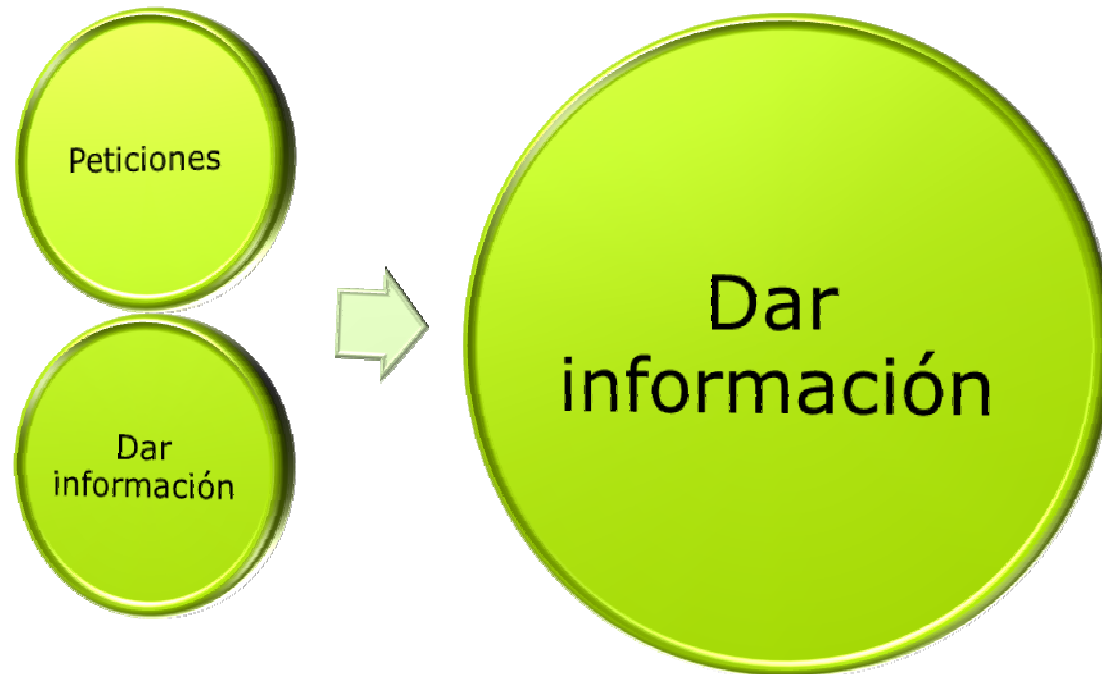 Peticiones
Dar
información
Dar
información